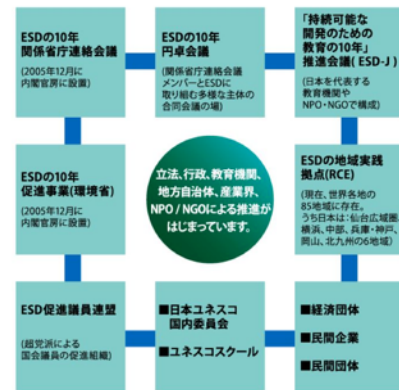 ESDの10年
関係省庁連絡会議
(2005年12月に
内閣官房に設置)
ESDの10年
円卓会議
(関係省庁連絡会議
メンバーとESDに
取り組む多様な主体の
合同会議の場)
「持続可能な
開発のための
教育の10年」
推進会議(ESD-J)
(日本を代表する
教育機関や
NPO・NGOで構成)
ESDの10年
促進事業(環境省)
(2005年12月に
内閣官房に設置)
立法、行政、教育機関、
地方自治体、産業界、
NPO / NGOによる推進が
はじまっています。
ESDの地域実践
拠点(RCE)
(現在、世界各地の
85地域に存在。
うち日本は:仙台広域圏、
横浜、中部、兵庫・神戸、
岡山、北九州の6地域)
ESD促進議員連盟
(超党派による
国会議員の促進組織)
■日本ユネスコ
国内委員会
■ユネスコスクール
■経済団体
■民間企業
■民間団体